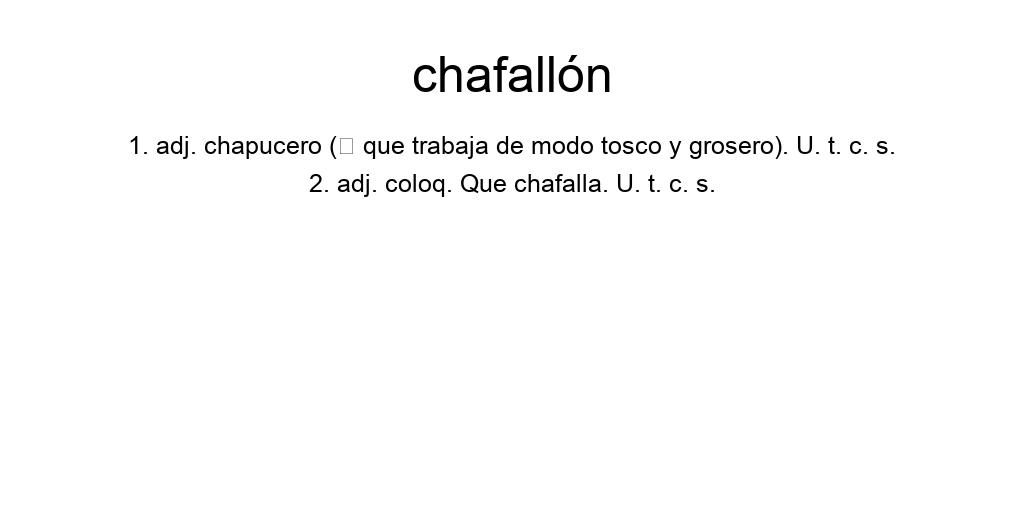 chafallón
1. adj. chapucero (□ que trabaja de modo tosco y grosero). U. t. c. s.
2. adj. coloq. Que chafalla. U. t. c. s.